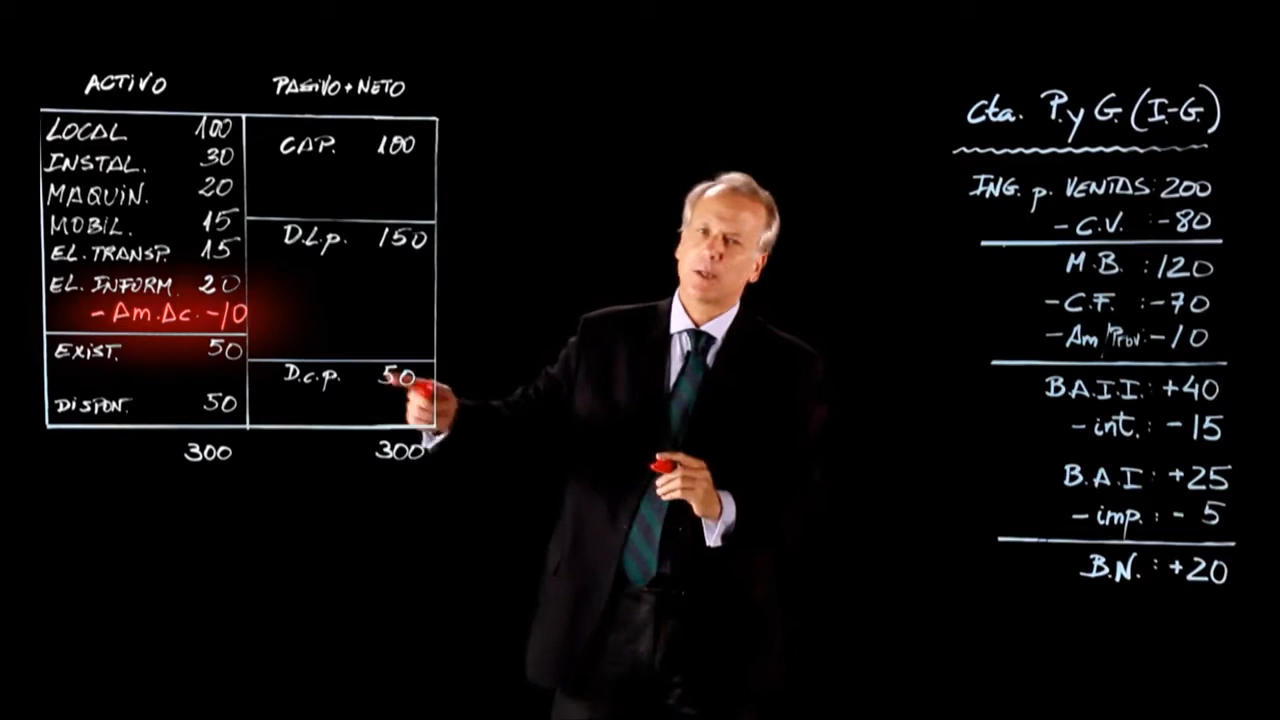 ACTIVO
LOCAL 100
INSTAL. 30
MAQUIN. 20
MOBIL. 15
EL. TRANSP. 15
EL. INFORM. 20
- Am. Ac. -10
EXIST. 50
DISPON. 50
300
PASIVO + NETO
CAP. 100
D.L.p. 150
D.c.p. 50
300
Cta. P. y G. (I.-G.)
ING. p. VENTAS: 200
- C.V. : -80
M.B. : 120
- C.F. : -70
- Am/Prov: -10
B.A.I.I.: +40
- int. : -15
B.A.I : +25
- imp. : - 5
B.N. : +20